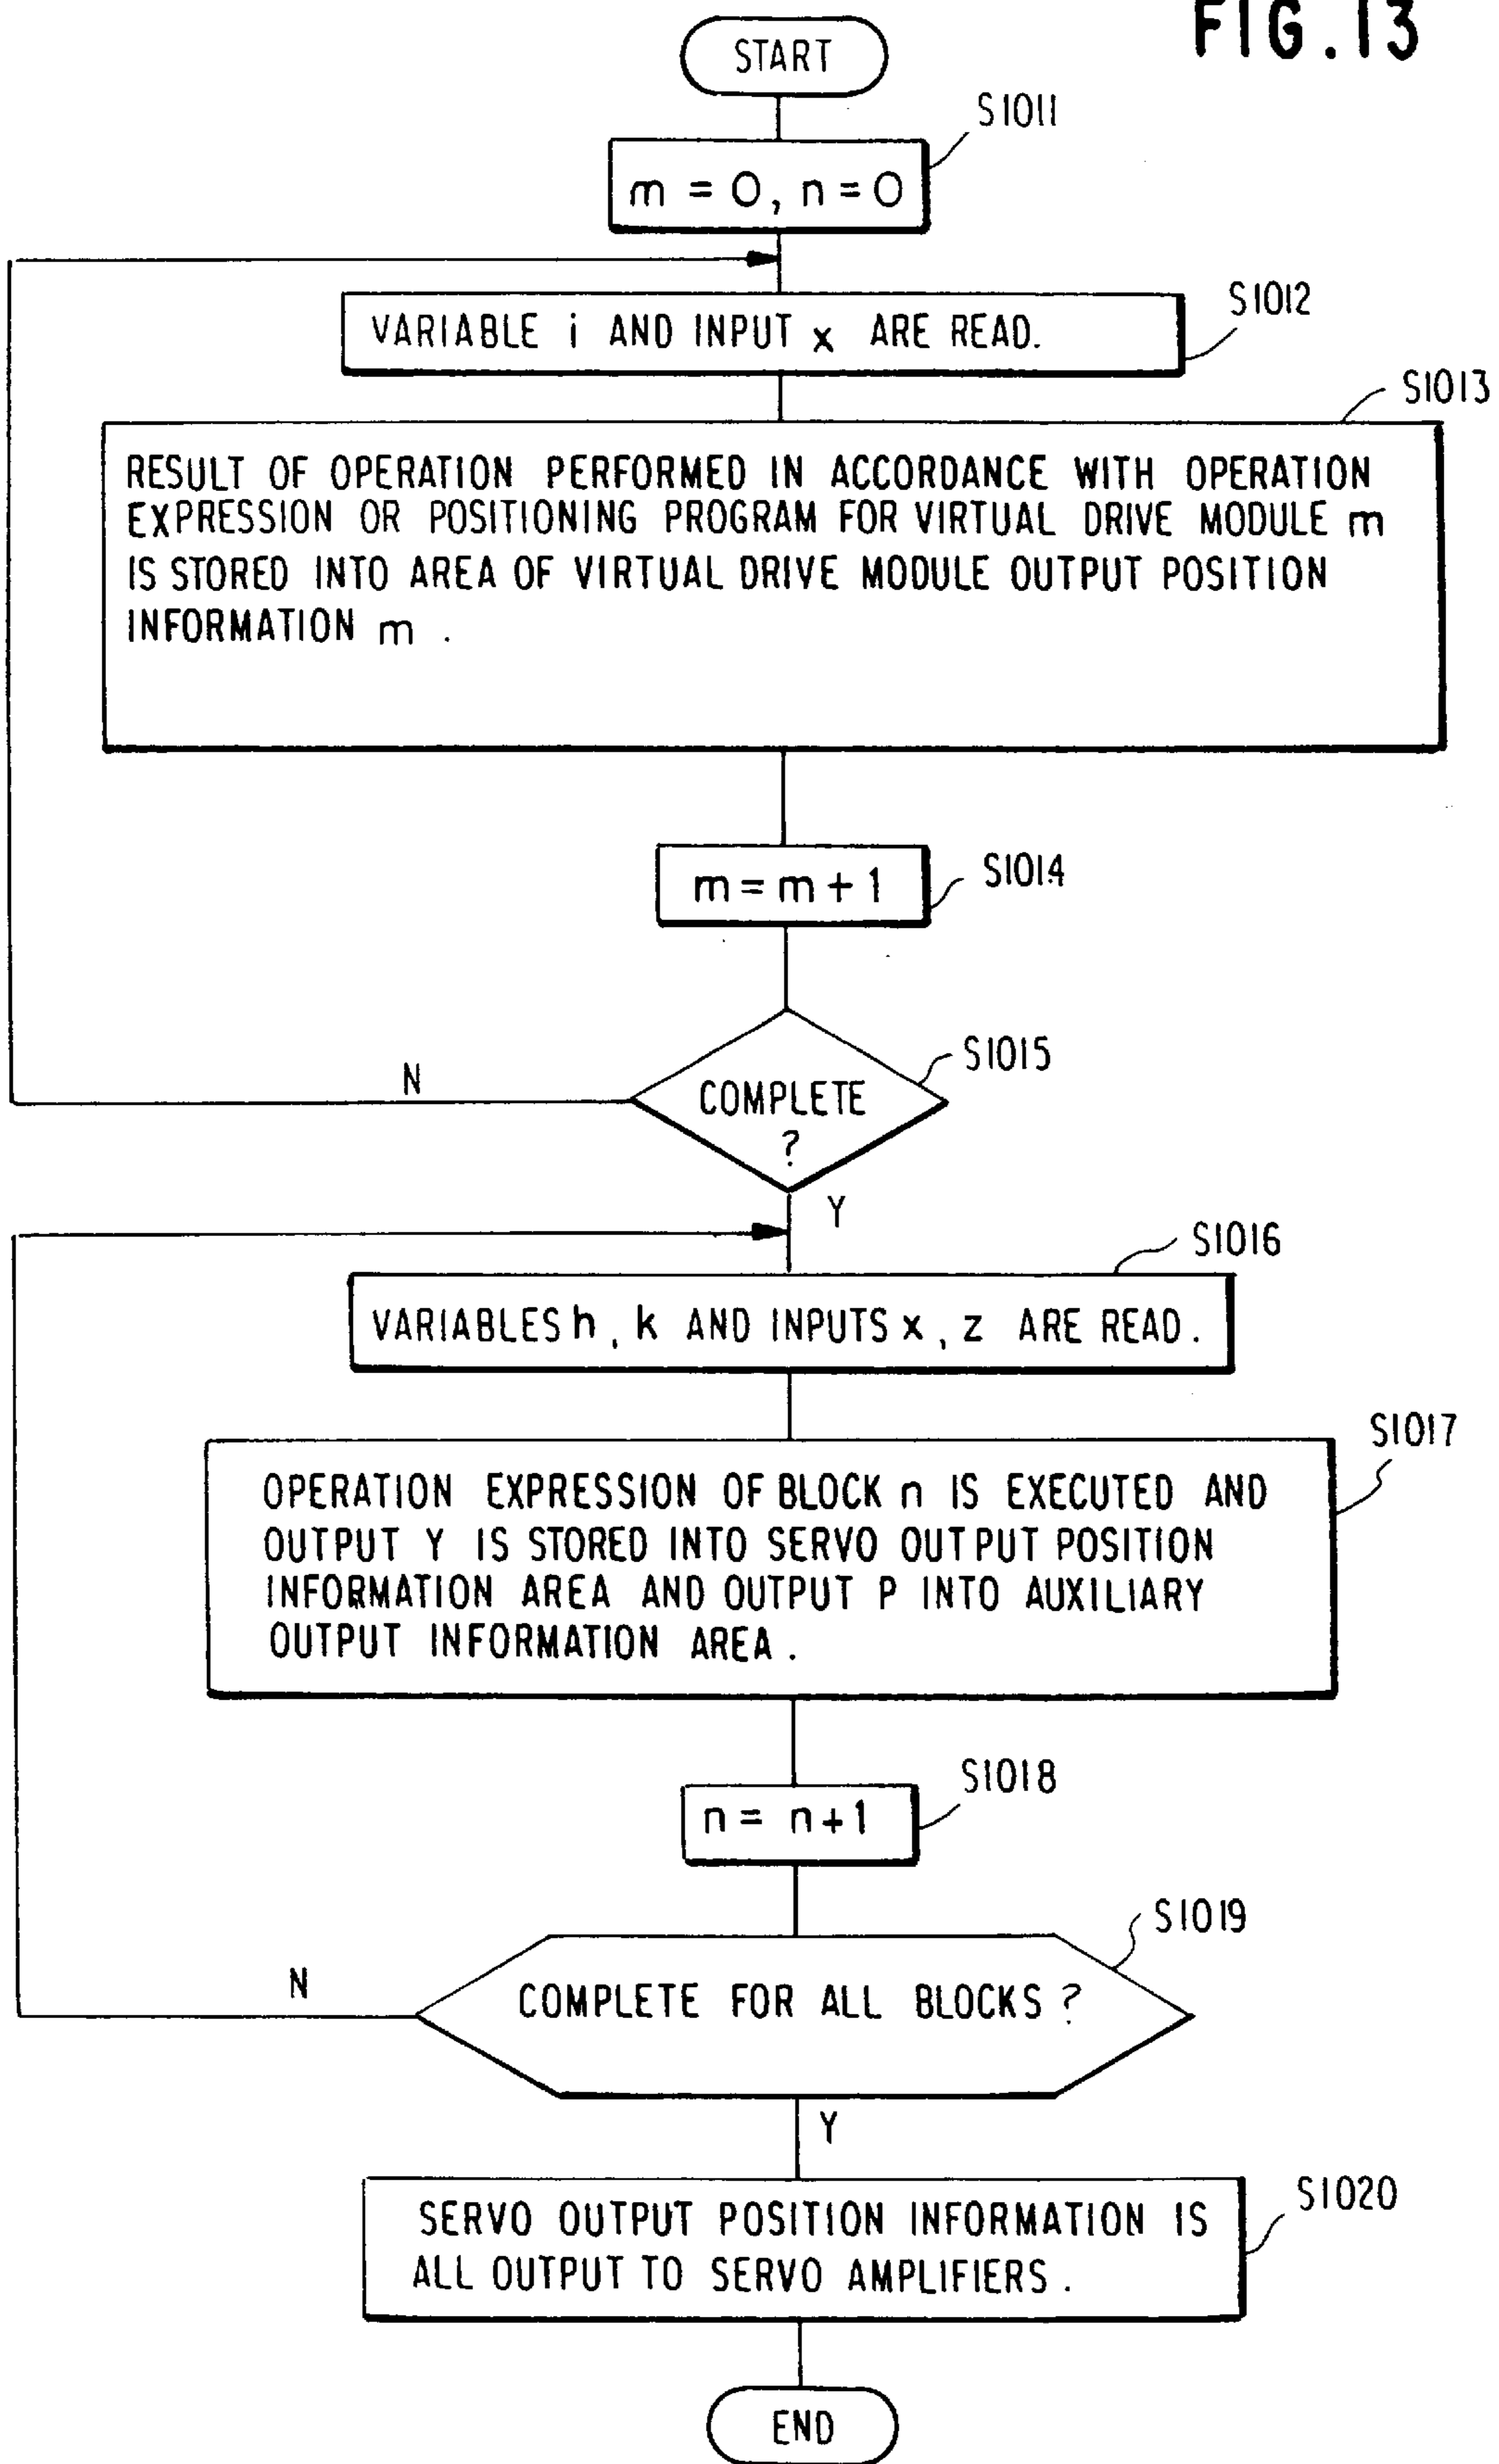 FIG.13
START
S1011
m = 0, n = 0
S1012
VARIABLE i AND INPUT x ARE READ.
S1013
RESULT OF OPERATION PERFORMED IN ACCORDANCE WITH OPERATION
EXPRESSION OR POSITIONING PROGRAM FOR VIRTUAL DRIVE MODULE m
IS STORED INTO AREA OF VIRTUAL DRIVE MODULE OUTPUT POSITION
INFORMATION m .
S1014
m = m + 1
S1015
COMPLETE
?
N
Y
S1016
VARIABLES h, k AND INPUTS x, z ARE READ.
S1017
OPERATION EXPRESSION OF BLOCK n IS EXECUTED AND
OUTPUT Y IS STORED INTO SERVO OUTPUT POSITION
INFORMATION AREA AND OUTPUT P INTO AUXILIARY
OUTPUT INFORMATION AREA .
S1018
n = n+1
S1019
COMPLETE FOR ALL BLOCKS ?
N
Y
S1020
SERVO OUTPUT POSITION INFORMATION IS
ALL OUTPUT TO SERVO AMPLIFIERS .
END